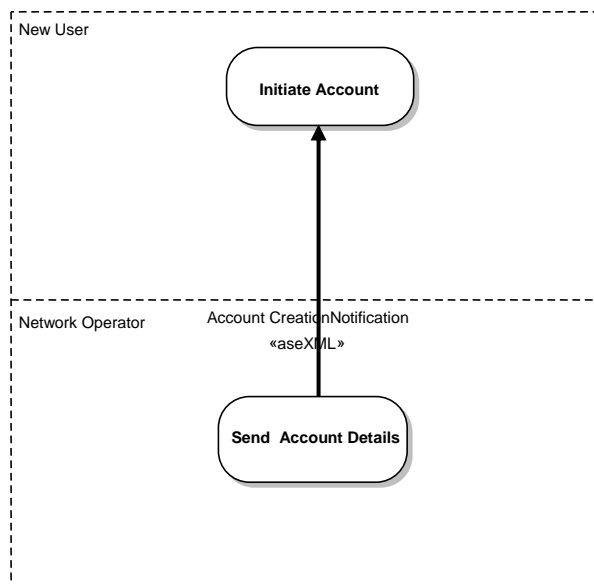 New User
Initiate Account
Network Operator
Account CreationNotification
«aseXML»
Send  Account Details